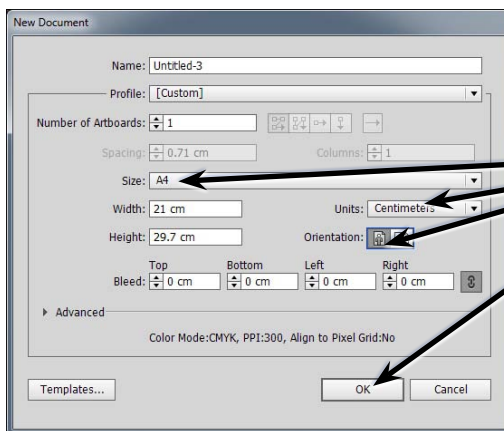 New Document
Name: Untitled-3
Profile: [Custom]
Number of Artboards: 1
Spacing: 0.71 cm Columns: 1
Size: A4
Width: 21 cm Units: Centimeters
Height: 29.7 cm Orientation:
Top Bottom Left Right
Bleed: 0 cm 0 cm 0 cm 0 cm
Advanced
Color Mode:CMYK, PPI:300, Align to Pixel Grid:No
Templates... OK Cancel